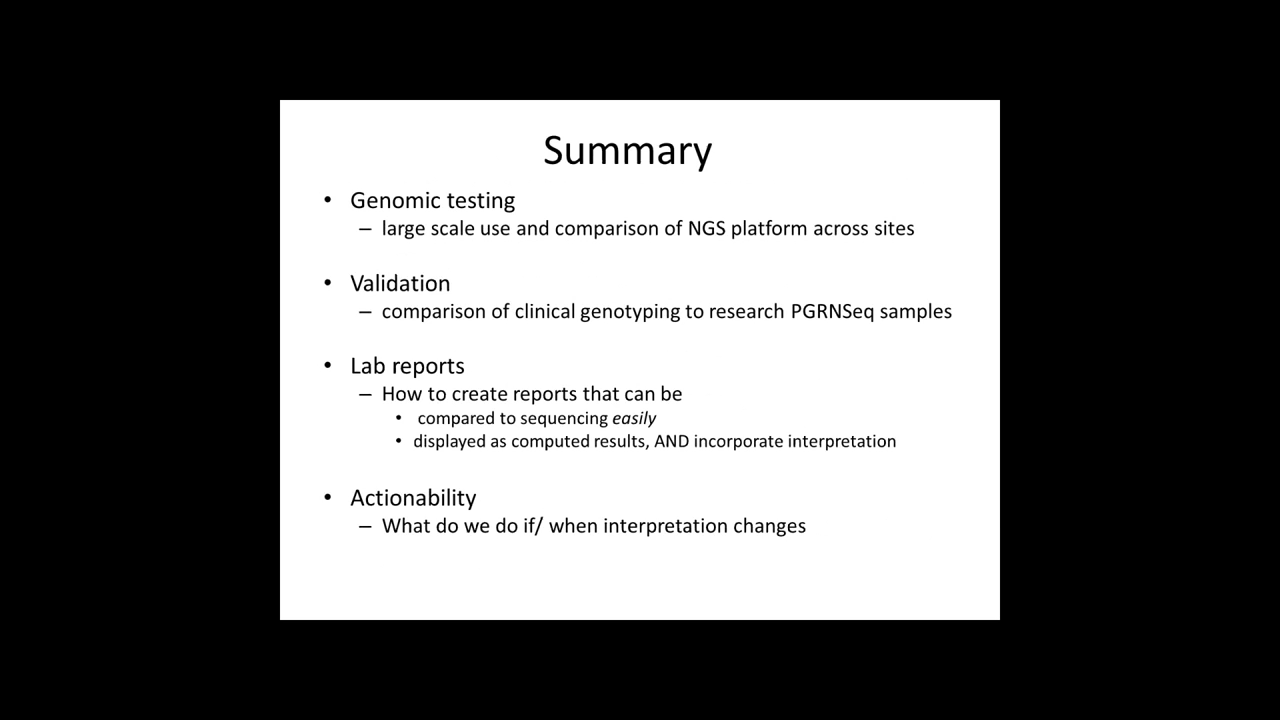 Summary
• Genomic testing
– large scale use and comparison of NGS platform across sites
• Validation
– comparison of clinical genotyping to research PGRNSeq samples
• Lab reports
– How to create reports that can be
• compared to sequencing easily
• displayed as computed results, AND incorporate interpretation
• Actionability
– What do we do if/ when interpretation changes